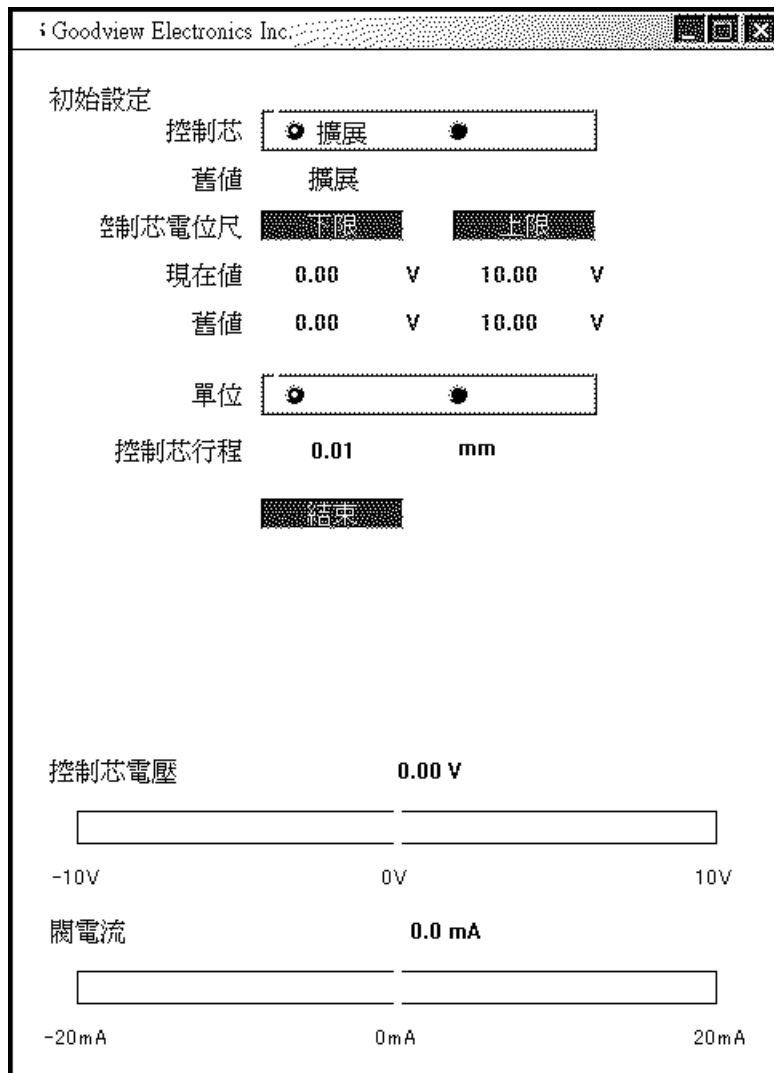 Goodview Electronics Inc.
初始設定
控制芯 擴展
舊値 擴展
控制芯電位尺 下限 上限
現在値 0.00 V 10.00 V
舊値 0.00 V 10.00 V
單位
控制芯行程 0.01 mm
結束
控制芯電壓 0.00 V
-10V 0V 10V
閥電流 0.0 mA
-20mA 0mA 20mA